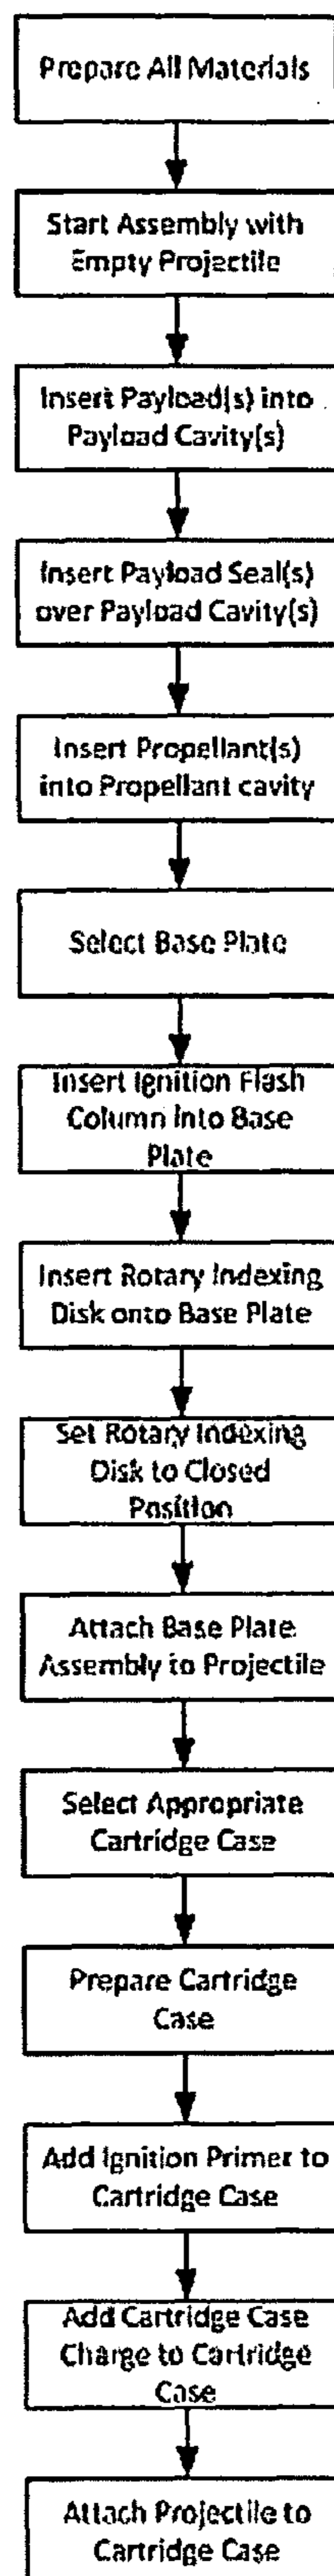 Prepare All Materials
Start Assembly with
Empty Projectile
Insert Payload(s) into
Payload Cavity(s)
Insert Payload Seal(s)
over Payload Cavity(s)
Insert Propellant(s)
into Propellant cavity
Select Base Plate
Insert Ignition Flash
Column into Base
Plate
Insert Rotary Indexing
Disk onto Base Plate
Set Rotary Indexing
Disk to Closed
Position
Attach Base Plate
Assembly to Projectile
Select Appropriate
Cartridge Case
Prepare Cartridge
Case
Add Ignition Primer to
Cartridge Case
Add Cartridge Case
Charge to Cartridge
Case
Attach Projectile to
Cartridge Case